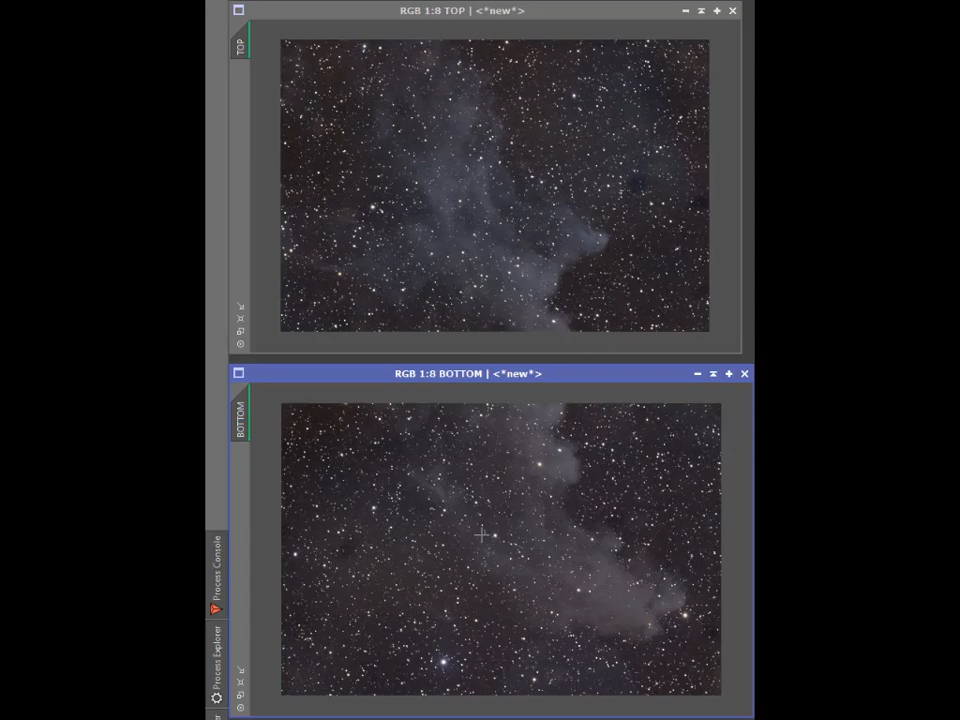 RGB 1:8 TOP | <*new*>
TOP
RGB 1:8 BOTTOM | <*new*>
BOTTOM
Process Console
Process Explorer